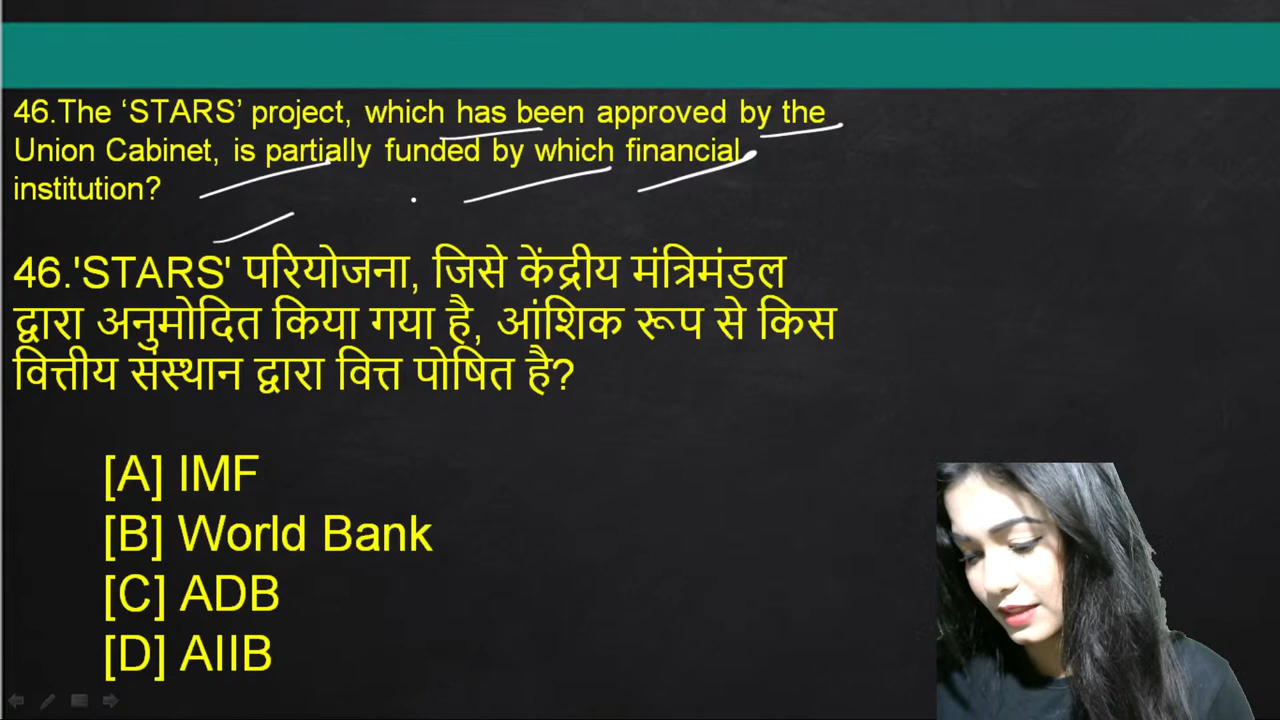 46.The ‘STARS’ project, which has been approved by the
Union Cabinet, is partially funded by which financial
institution?
46.'STARS' परियोजना, जिसे केंद्रीय मंत्रिमंडल
द्वारा अनुमोदित किया गया है, आंशिक रूप से किस
वित्तीय संस्थान द्वारा वित्त पोषित है?
[A] IMF
[B] World Bank
[C] ADB
[D] AIIB